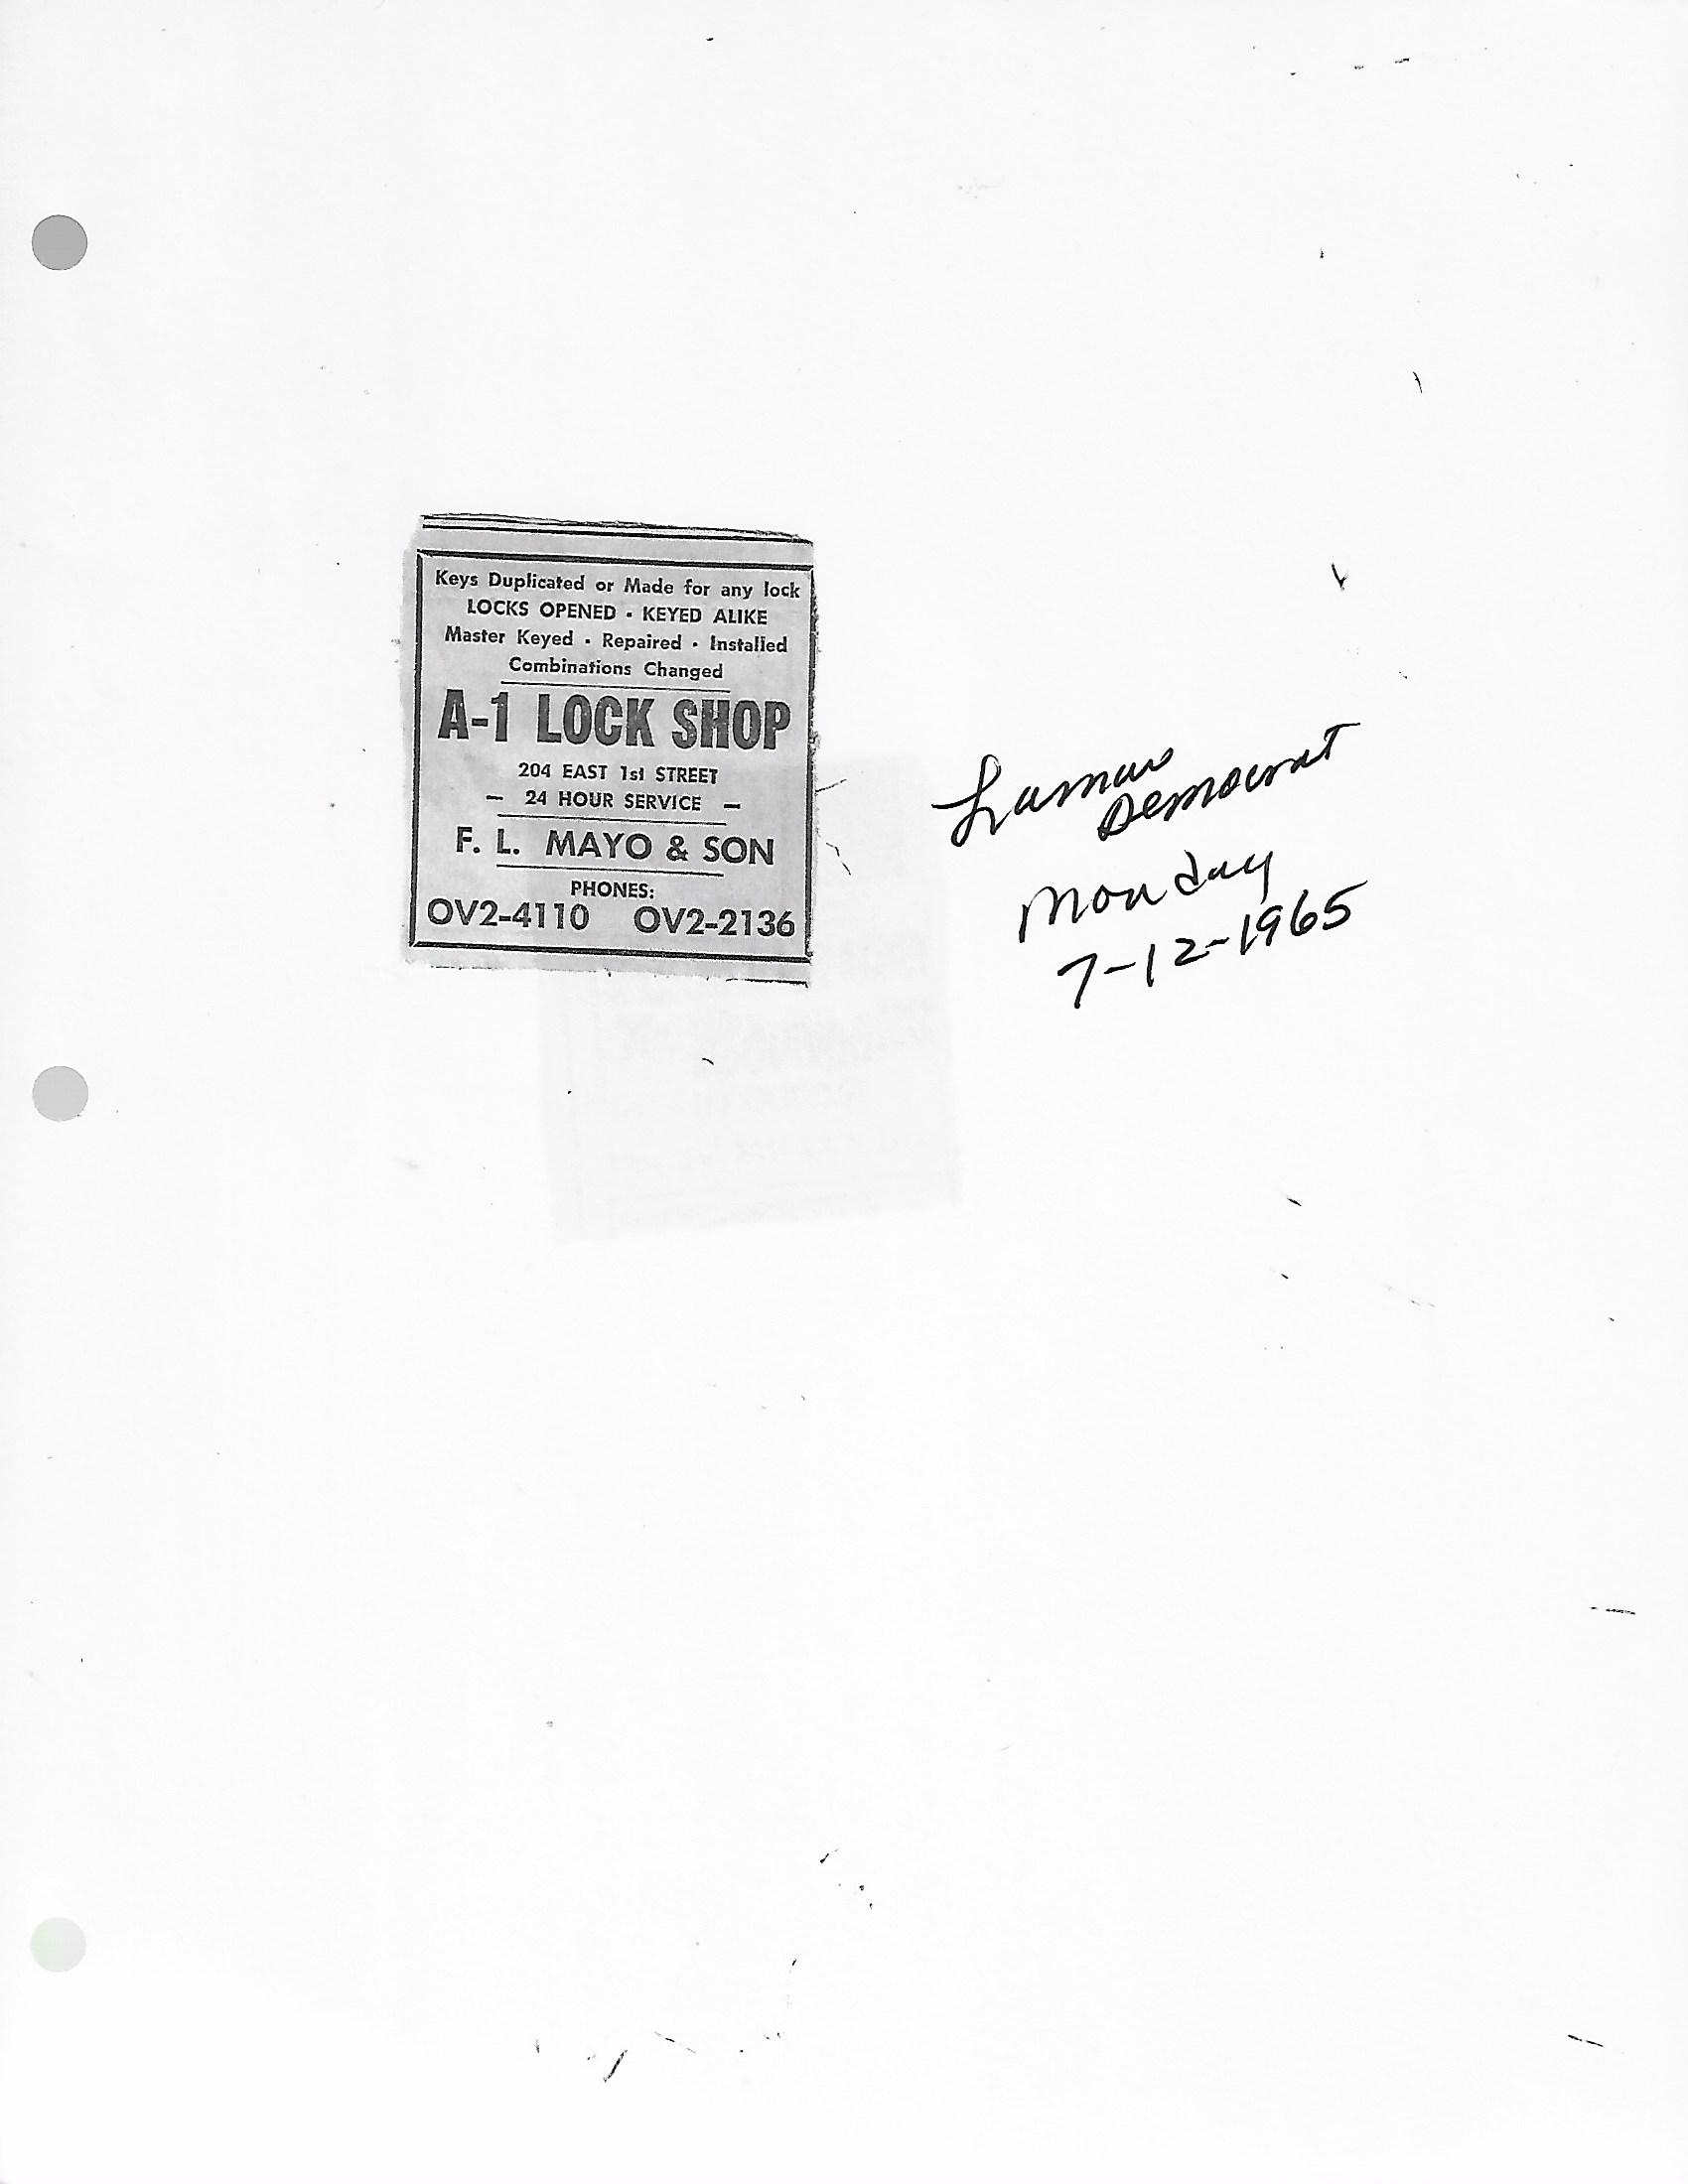 Keys Duplicated or Made for any lock
LOCKS OPENED · KEYED ALIKE
Master Keyed · Repaired · Installed
Combinations Changed
A-1 LOCK SHOP
204 EAST 1st STREET
— 24 HOUR SERVICE —
F. L. MAYO & SON
PHONES:
OV2-4110 OV2-2136
Lamar
Democrat
Monday
7-12-1965